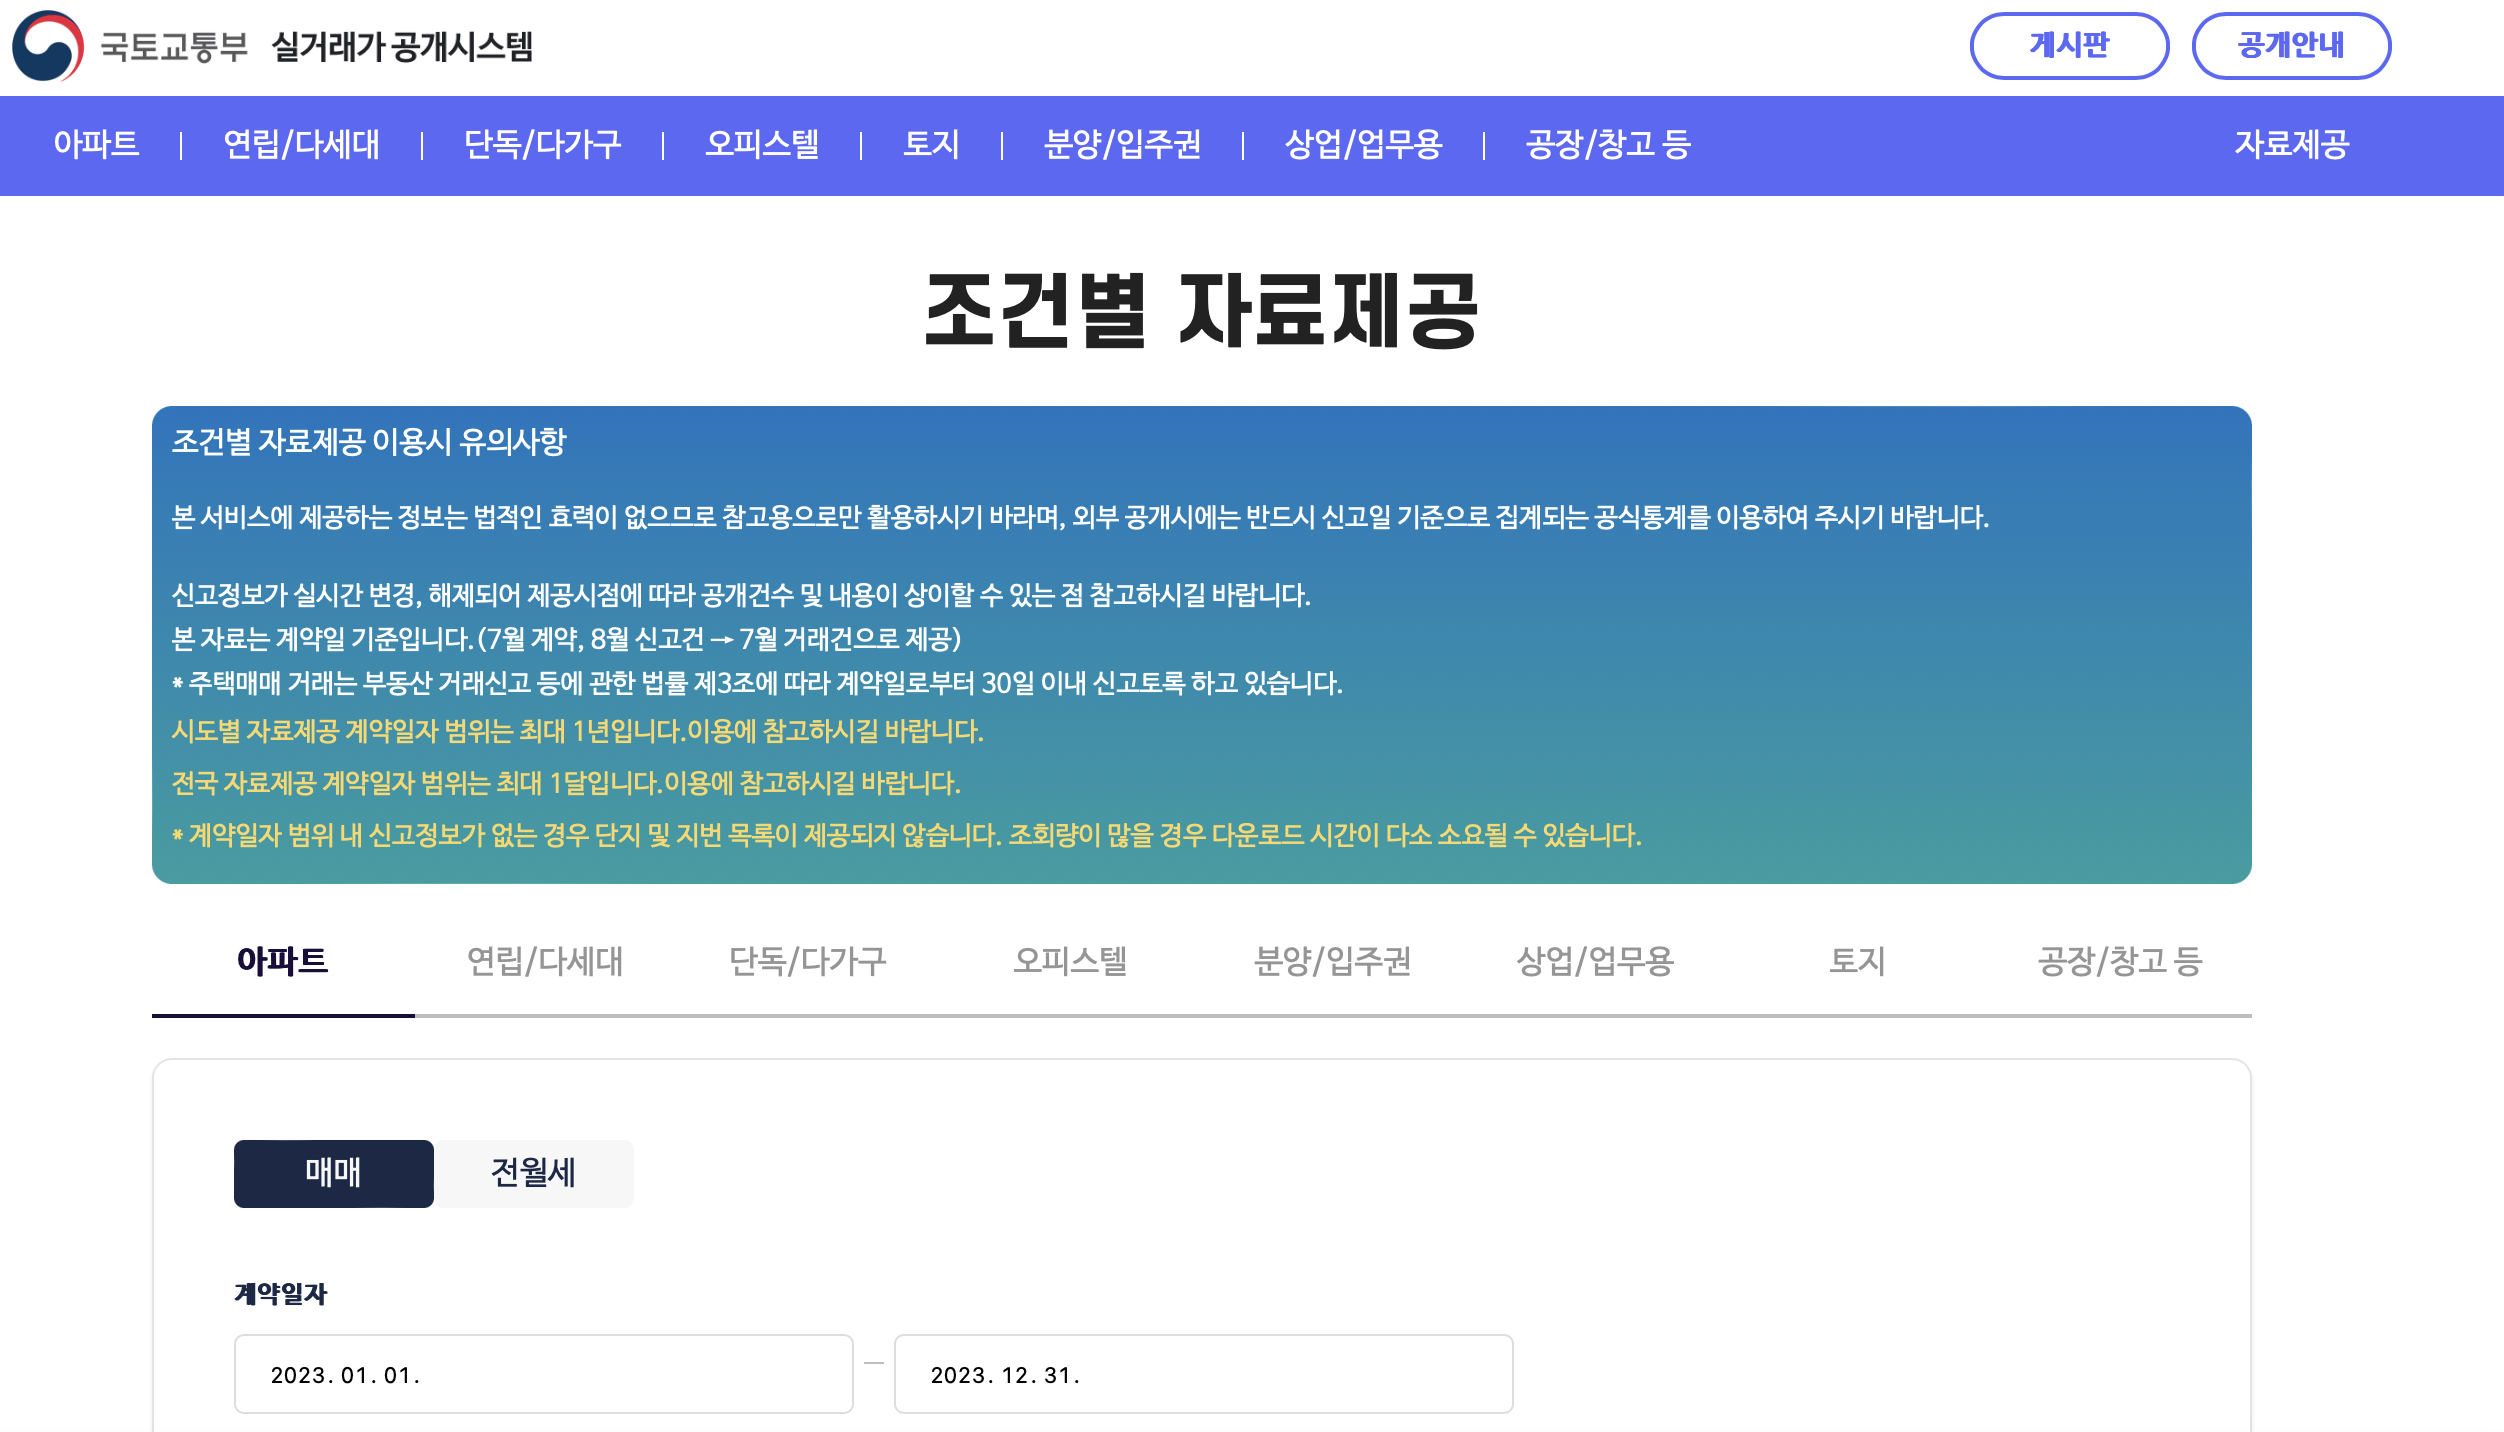 국토교통부 실거래가 공개시스템
게시판 공개안내
아파트 | 연립/다세대 | 단독/다가구 | 오피스텔 | 토지 | 분양/입주권 | 상업/업무용 | 공장/창고 등 자료제공
조건별 자료제공
조건별 자료제공 이용시 유의사항
본 서비스에 제공하는 정보는 법적인 효력이 없으므로 참고용으로만 활용하시기 바라며, 외부 공개시에는 반드시 신고일 기준으로 집계되는 공식통계를 이용하여 주시기 바랍니다.
신고정보가 실시간 변경, 해제되어 제공시점에 따라 공개건수 및 내용이 상이할 수 있는 점 참고하시길 바랍니다.
본 자료는 계약일 기준입니다. (7월 계약, 8월 신고건 → 7월 거래건으로 제공)
* 주택매매 거래는 부동산 거래신고 등에 관한 법률 제3조에 따라 계약일로부터 30일 이내 신고토록 하고 있습니다.
시도별 자료제공 계약일자 범위는 최대 1년입니다.이용에 참고하시길 바랍니다.
전국 자료제공 계약일자 범위는 최대 1달입니다.이용에 참고하시길 바랍니다.
* 계약일자 범위 내 신고정보가 없는 경우 단지 및 지번 목록이 제공되지 않습니다. 조회량이 많을 경우 다운로드 시간이 다소 소요될 수 있습니다.
아파트 연립/다세대 단독/다가구 오피스텔 분양/입주권 상업/업무용 토지 공장/창고 등
매매 전월세
계약일자
2023. 01. 01. — 2023. 12. 31.